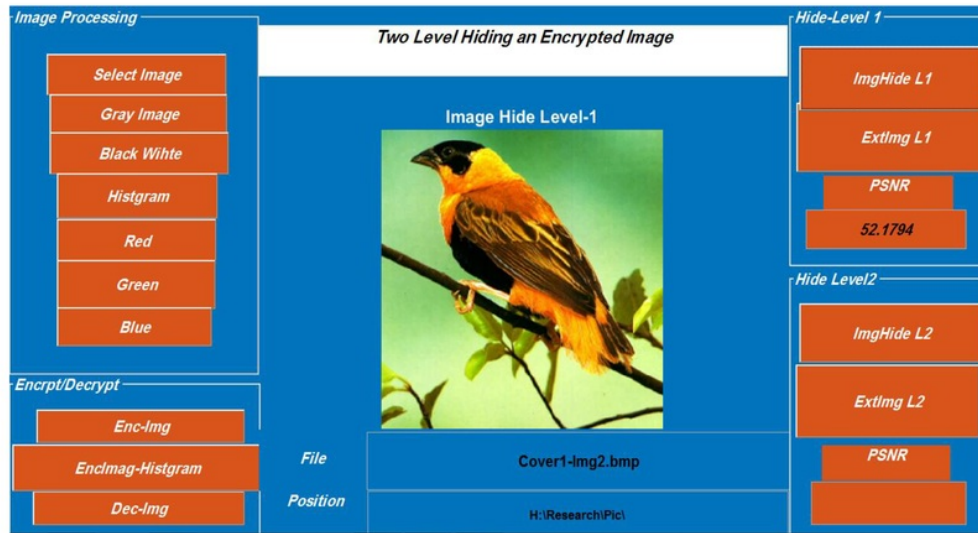 Image Processing
Select Image
Gray Image
Black Wihte
Histgram
Red
Green
Blue
Encrpt/Decrypt
Enc-Img
EncImag-Histgram
Dec-Img
Two Level Hiding an Encrypted Image
Image Hide Level-1
File
Cover1-Img2.bmp
Position
H:\Research\Pic\
Hide-Level 1
ImgHide L1
ExtImg L1
PSNR
52.1794
Hide Level2
ImgHide L2
ExtImg L2
PSNR